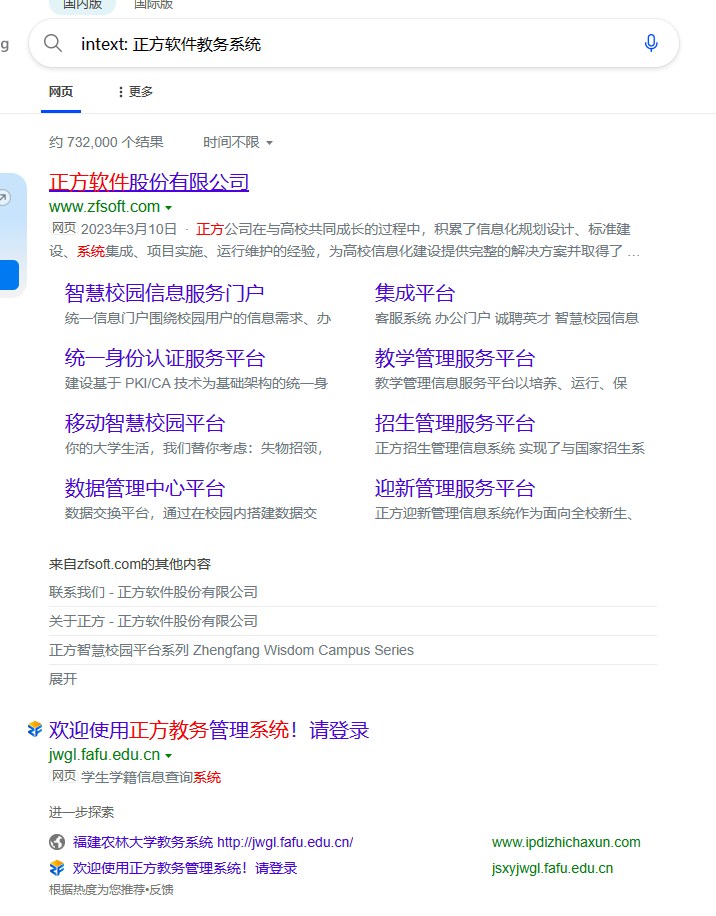 国内版 国际版
g
intext: 正方软件教务系统
网页 更多
约 732,000 个结果 时间不限
正方软件股份有限公司
www.zfsoft.com
网页 2023年3月10日 · 正方公司在与高校共同成长的过程中，积累了信息化规划设计、标准建
设、系统集成、项目实施、运行维护的经验，为高校信息化建设提供完整的解决方案并取得了 …
智慧校园信息服务门户 集成平台
统一信息门户围绕校园用户的信息需求、办 客服系统 办公门户 诚聘英才 智慧校园信息
统一身份认证服务平台 教学管理服务平台
建设基于 PKI/CA 技术为基础架构的统一身 教学管理信息服务平台以培养、运行、保
移动智慧校园平台 招生管理服务平台
你的大学生活，我们替你考虑：失物招领， 正方招生管理信息系统 实现了与国家招生系
数据管理中心平台 迎新管理服务平台
数据交换平台，通过在校园内搭建数据交 正方迎新管理信息系统作为面向全校新生、
来自zfsoft.com的其他内容
联系我们 - 正方软件股份有限公司
关于正方 - 正方软件股份有限公司
正方智慧校园平台系列 Zhengfang Wisdom Campus Series
展开
欢迎使用正方教务管理系统！请登录
jwgl.fafu.edu.cn
网页 学生学籍信息查询系统
进一步探索
福建农林大学教务系统 http://jwgl.fafu.edu.cn/ www.ipdizhichaxun.com
欢迎使用正方教务管理系统！请登录 jsxyjwgl.fafu.edu.cn
根据热度为您推荐•反馈